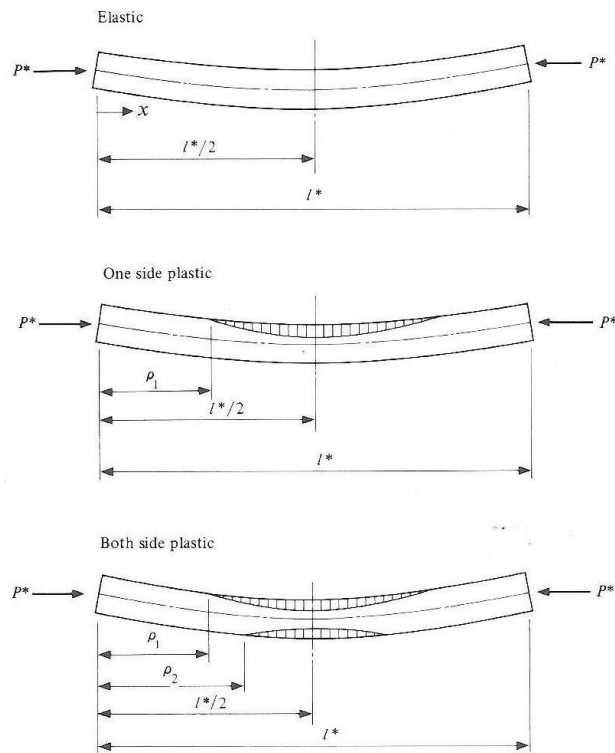 Elastic
P*
P*
x
l*/2
l*
One side plastic
P*
P*
ρ1
l*/2
l*
Both side plastic
P*
P*
ρ1
ρ2
l*/2
l*